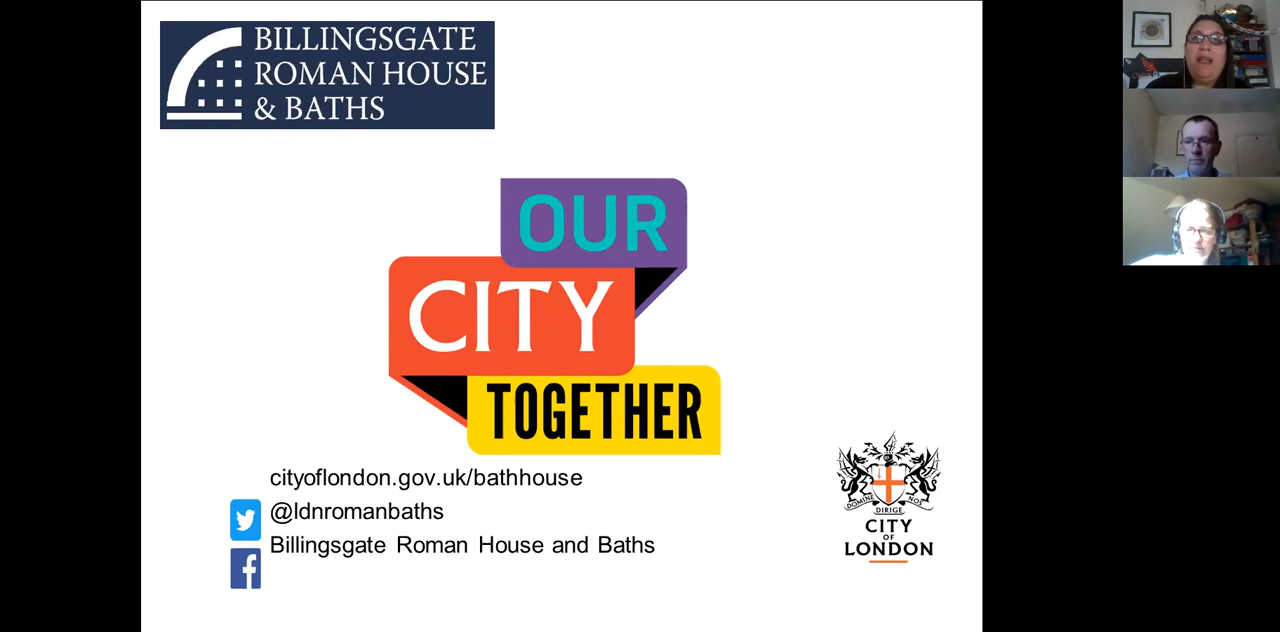 BILLINGSGATE
ROMAN HOUSE
& BATHS
OUR
CITY
TOGETHER
cityoflondon.gov.uk/bathhouse
@ldnromanbaths
Billingsgate Roman House and Baths
DOMINE DIRIGE NOS
CITY
OF
LONDON